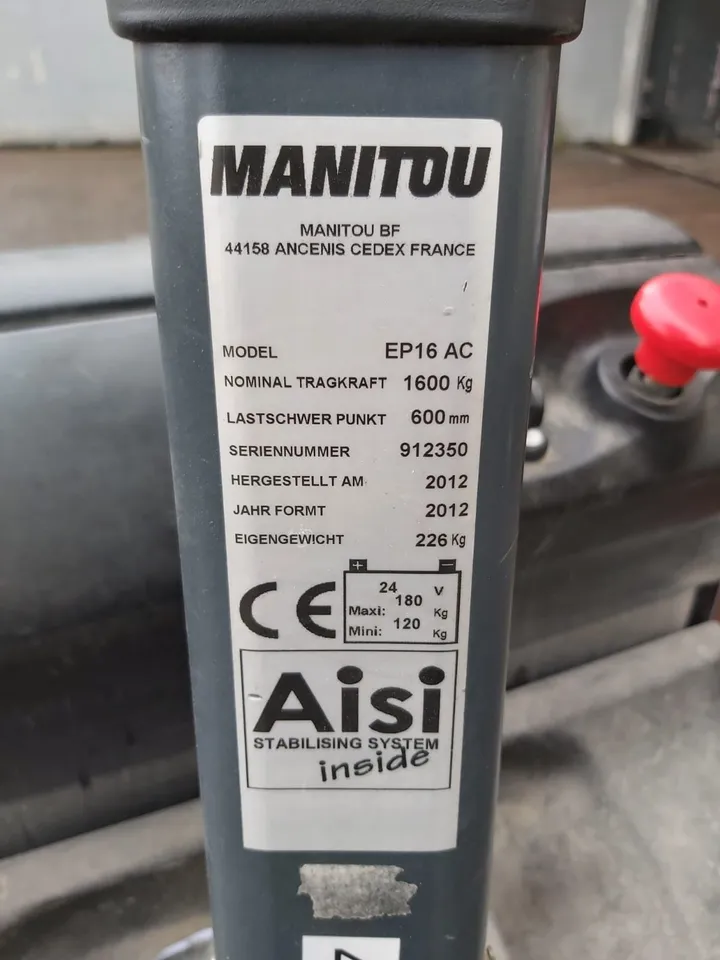 MANITOU
MANITOU BF
44158 ANCENIS CEDEX FRANCE
MODEL EP16 AC
NOMINAL TRAGKRAFT 1600 Kg
LASTSCHWER PUNKT 600 mm
SERIENNUMMER 912350
HERGESTELLT AM 2012
JAHR FORMT 2012
EIGENGEWICHT 226 Kg
+ −
24 V
Maxi: 180 Kg
Mini: 120 Kg
CE
Aisi
STABILISING SYSTEM
inside